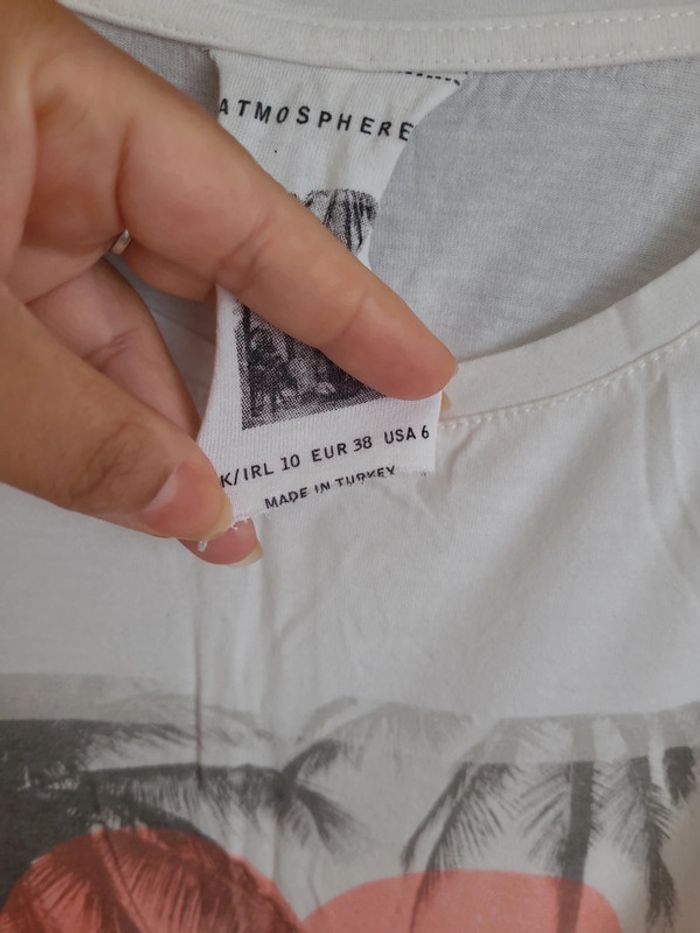 ATMOSPHERE
K/IRL 10 EUR 38 USA 6
MADE IN TURKEY